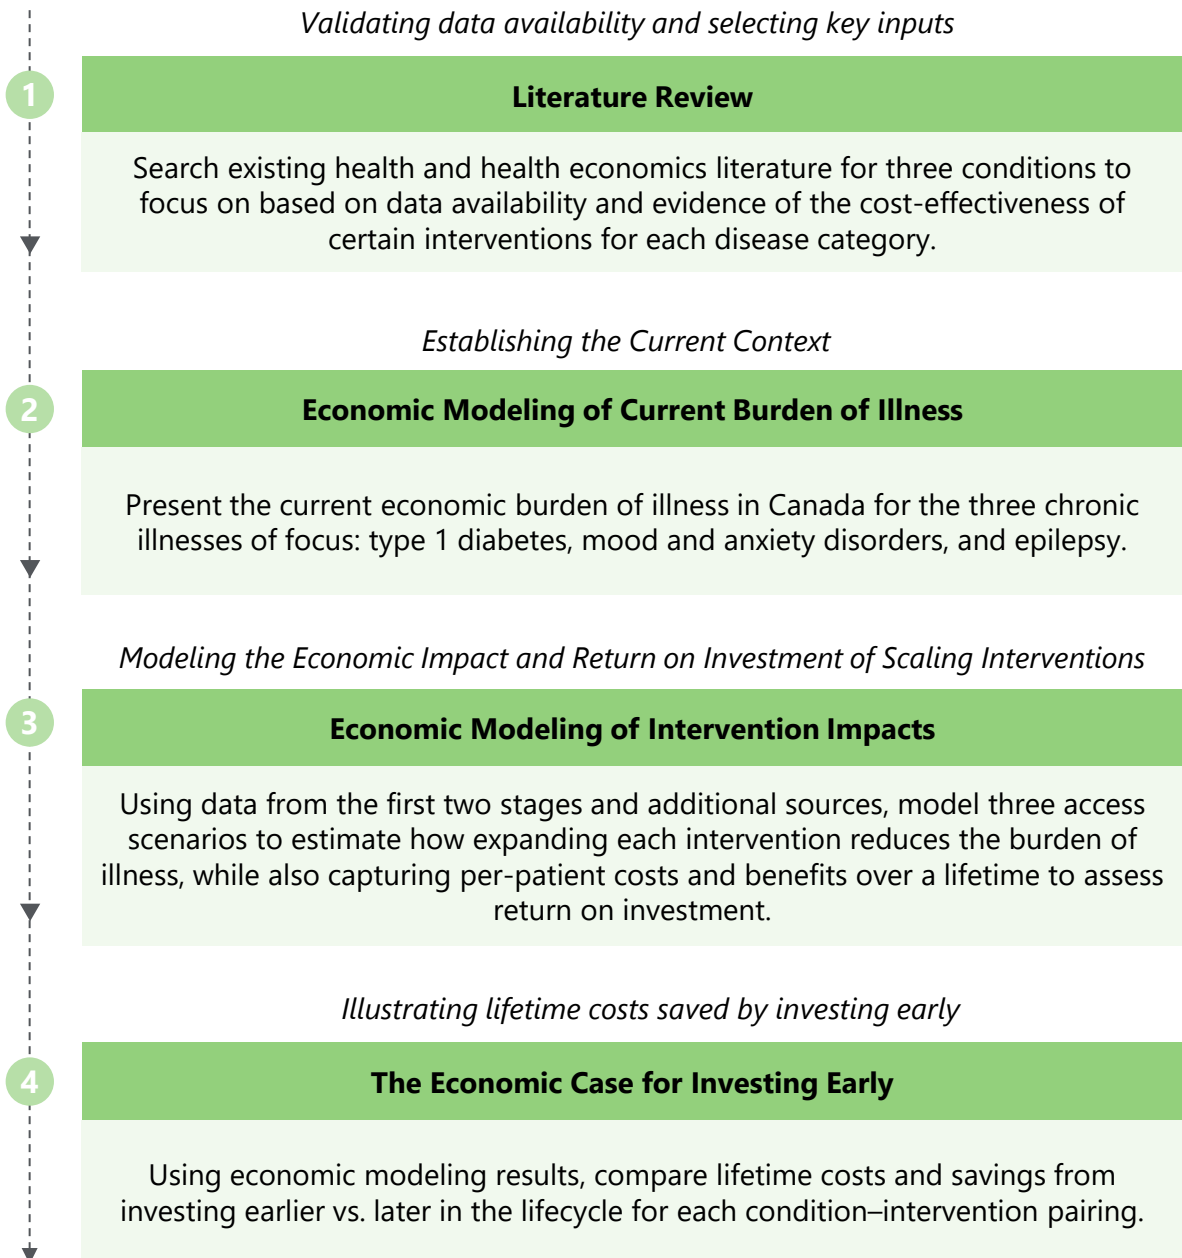 Validating data availability and selecting key inputs
1
Literature Review
Search existing health and health economics literature for three conditions to
focus on based on data availability and evidence of the cost-effectiveness of
certain interventions for each disease category.
Establishing the Current Context
2
Economic Modeling of Current Burden of Illness
Present the current economic burden of illness in Canada for the three chronic
illnesses of focus: type 1 diabetes, mood and anxiety disorders, and epilepsy.
Modeling the Economic Impact and Return on Investment of Scaling Interventions
3
Economic Modeling of Intervention Impacts
Using data from the first two stages and additional sources, model three access
scenarios to estimate how expanding each intervention reduces the burden of
illness, while also capturing per-patient costs and benefits over a lifetime to assess
return on investment.
Illustrating lifetime costs saved by investing early
4
The Economic Case for Investing Early
Using economic modeling results, compare lifetime costs and savings from
investing earlier vs. later in the lifecycle for each condition–intervention pairing.